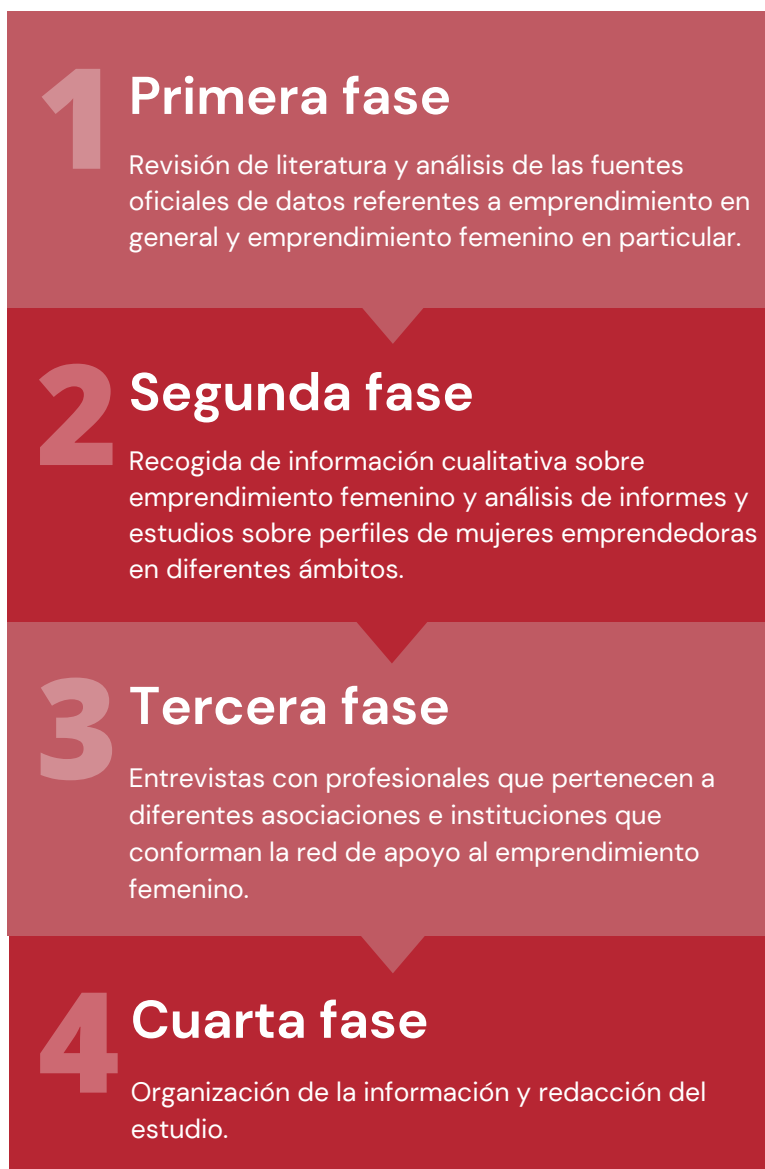 1
Primera fase
Revisión de literatura y análisis de las fuentes
oficiales de datos referentes a emprendimiento en
general y emprendimiento femenino en particular.
2
Segunda fase
Recogida de información cualitativa sobre
emprendimiento femenino y análisis de informes y
estudios sobre perfiles de mujeres emprendedoras
en diferentes ámbitos.
3
Tercera fase
Entrevistas con profesionales que pertenecen a
diferentes asociaciones e instituciones que
conforman la red de apoyo al emprendimiento
femenino.
4
Cuarta fase
Organización de la información y redacción del
estudio.